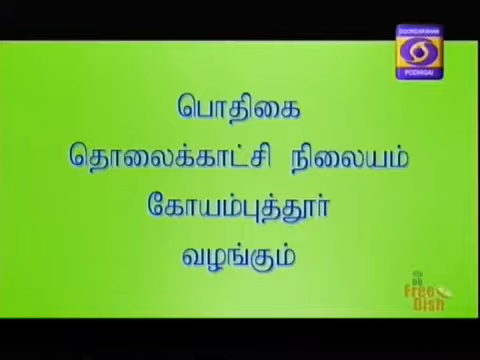 DOORDARSHAN
PODHIGAI
பொதிகை
தொலைக்காட்சி நிலையம்
கோயம்புத்தூர்
வழங்கும்
Free
Dish